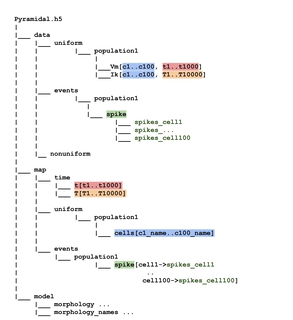 Pyramidal.h5
|
|___ data
| |___ uniform
| | |___ population1
| | |
| | |___Vm[c1..c100, t1..t1000]
| | |___Ik[c1..c100, T1..T10000]
| |
| |___ events
| | |___ population1
| | |
| | |___ spike
| | |___ spikes_cell1
| | |___ spikes_...
| | |___ spikes_cell100
| |
| |___ nonuniform
|
|___ map
| |___ time
| | |___ t[t1..t1000]
| | |___ T[T1..T10000]
| |
| |___ uniform
| | |___ population1
| | |
| | |___ cells[c1_name..c100_name]
| |
| |___ events
| |___ population1
| |___ spike[cell1->spikes_cell1
| ..
| cell100->spikes_cell100]
|
|___ model
|___ morphology ...
|___ morphology_names ...